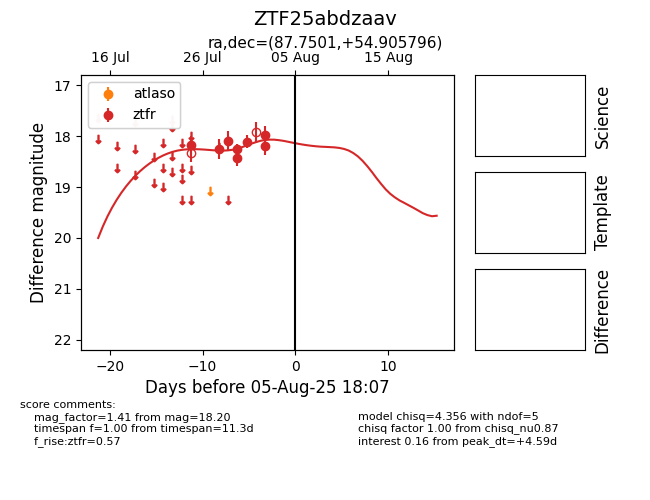 ZTF25abdzaav
ra,dec=(87.7501,+54.905796)
16 Jul
26 Jul
05 Aug
15 Aug
17
18
19
20
21
22
Difference magnitude
atlaso
ztfr
−20
−10
0
10
Days before 05-Aug-25 18:07
Science
Template
Difference
score comments:
mag_factor=1.41 from mag=18.20
timespan f=1.00 from timespan=11.3d
f_rise:ztfr=0.57
model chisq=4.356 with ndof=5
chisq factor 1.00 from chisq_nu0.87
interest 0.16 from peak_dt=+4.59d